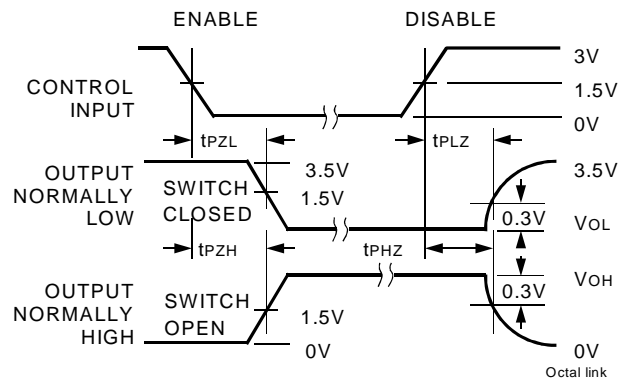 ENABLE DISABLE
3V
CONTROL
INPUT
1.5V
0V
tPZL
tPLZ
OUTPUT
NORMALLY
LOW
SWITCH
CLOSED
3.5V
1.5V
3.5V
0.3V
VOL
tPZH
tPHZ
OUTPUT
NORMALLY
HIGH
SWITCH
OPEN
1.5V
0V
0.3V
VOH
0V
Octal link